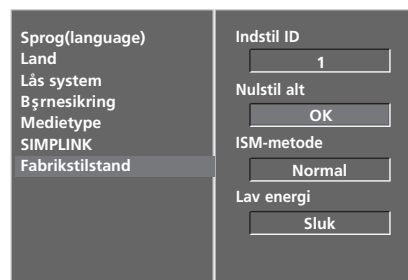 Sprog(language)
Land
Lås system
Bşrnesikring
Medietype
SIMPLINK
Fabrikstilstand
Indstil ID
1
Nulstil alt
OK
ISM-metode
Normal
Lav energi
Sluk